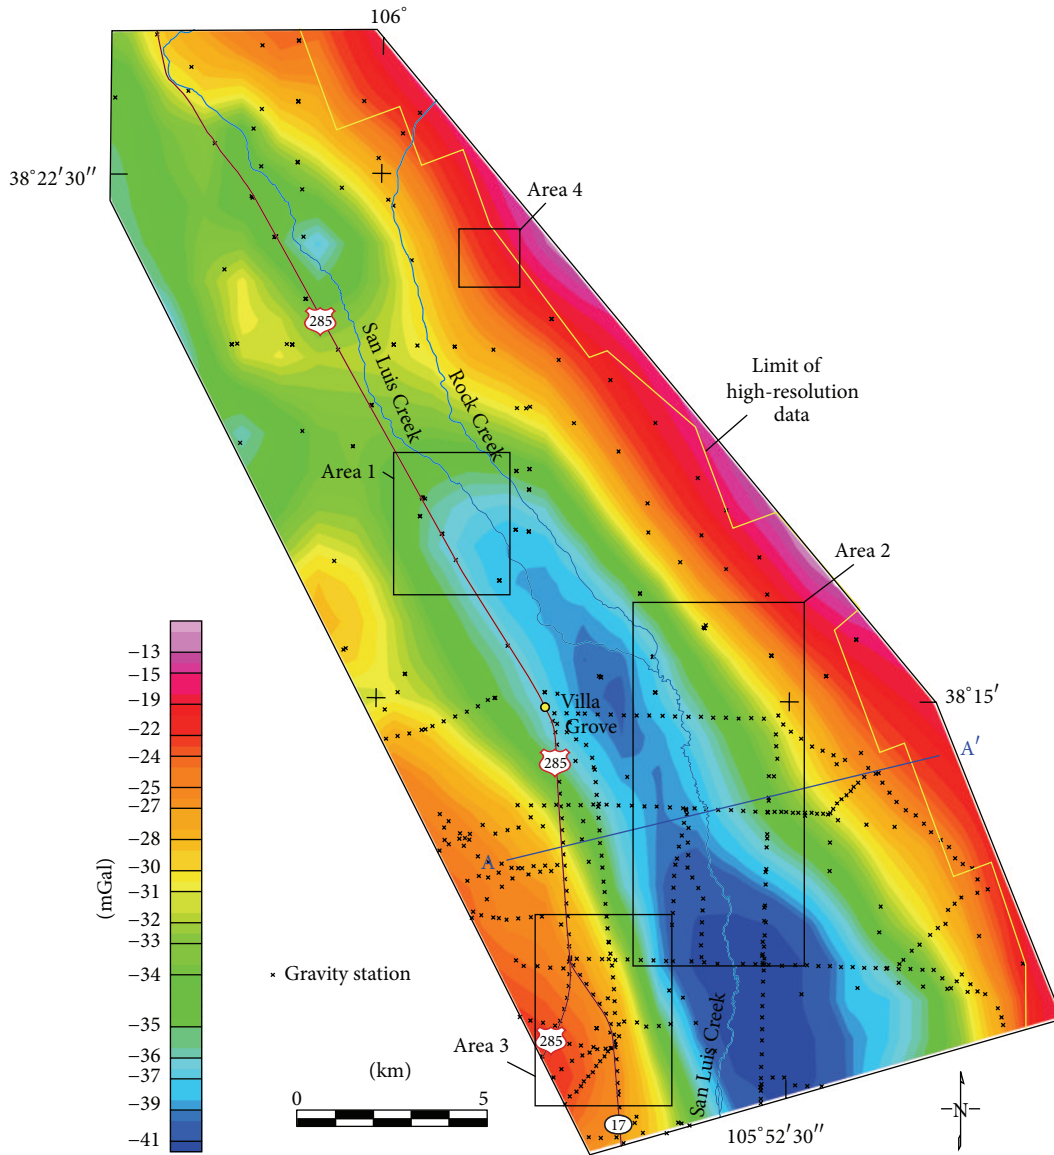 106°
38°22′30″
Area 4
285
San Luis Creek
Rock Creek
Limit of
high-resolution
data
Area 1
Area 2
38°15′
Villa
Grove
285
A′
A
−13
−15
−19
−22
−24
−25
−27
−28
−30
−31
−32
−33
−34
−35
−36
−37
−39
−41
(mGal)
× Gravity station
285
Area 3
San Luis Creek
(km)
0 5
17
105°52′30″
N